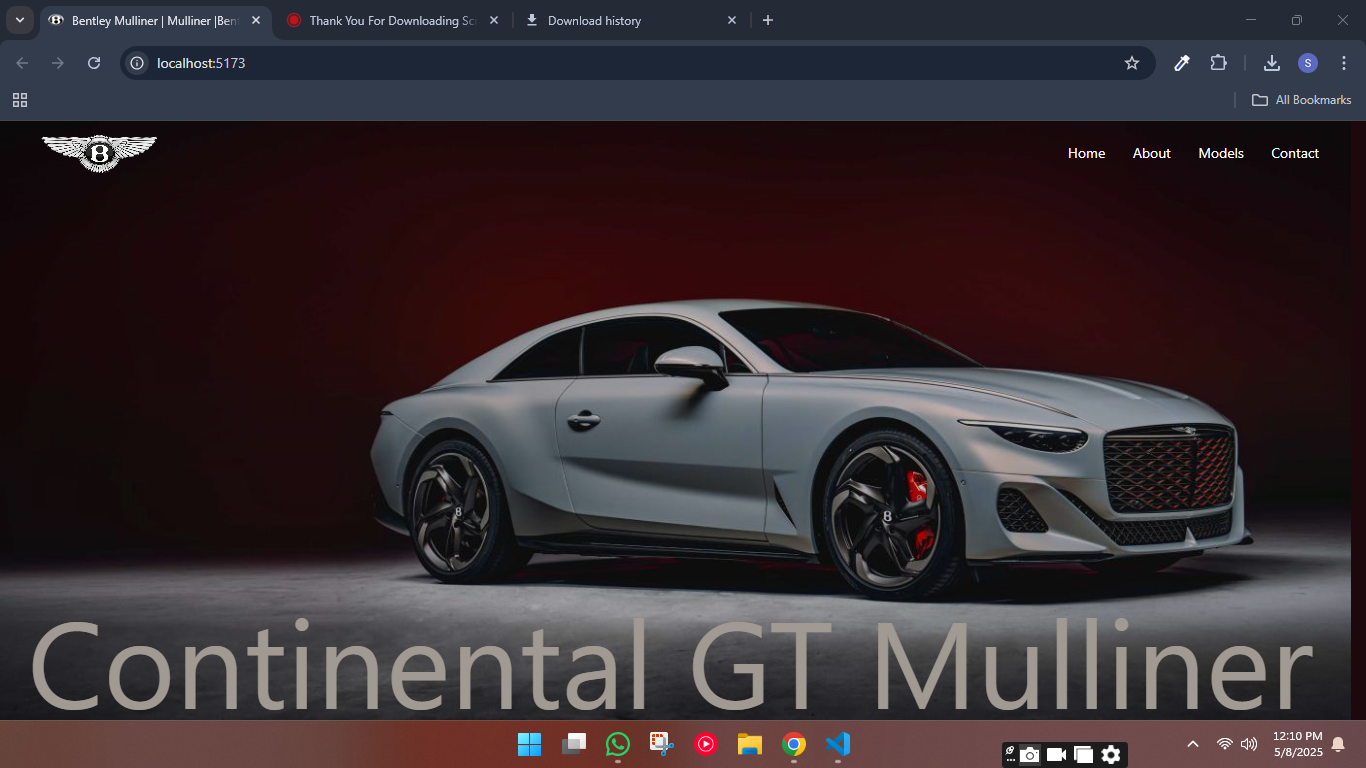 Bentley Mulliner | Mulliner |Bent
Thank You For Downloading Scr
Download history
localhost:5173
S
All Bookmarks
B
Home
About
Models
Contact
B
B
Continental GT Mulliner
12:10 PM
5/8/2025